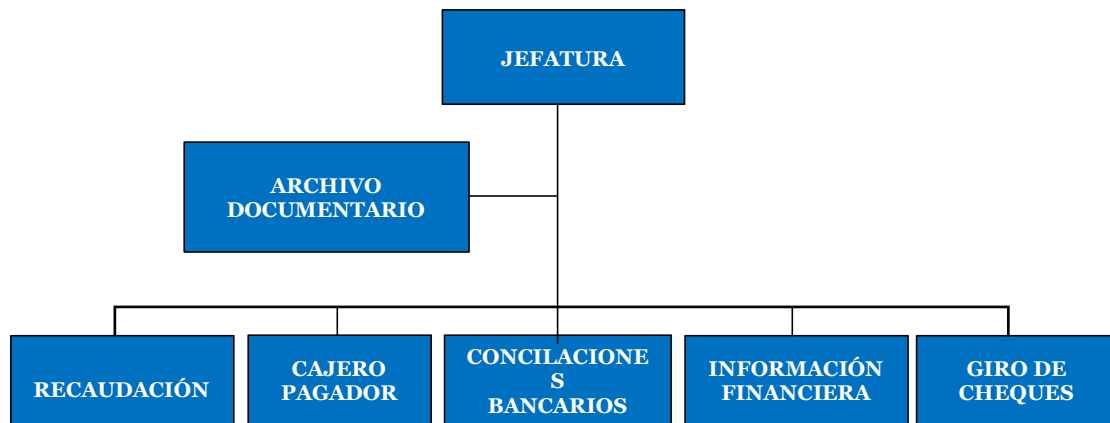 JEFATURA
ARCHIVO
DOCUMENTARIO
RECAUDACIÓN
CAJERO
PAGADOR
CONCILACIONE
S
BANCARIOS
INFORMACIÓN
FINANCIERA
GIRO DE
CHEQUES